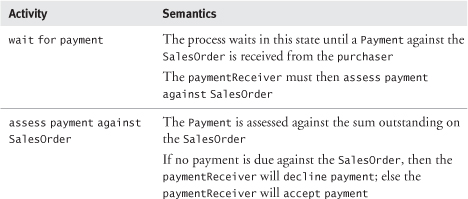 Activity Semantics
wait for payment The process waits in this state until a Payment against the
SalesOrder is received from the purchaser
The paymentReceiver must then assess payment
against SalesOrder
assess payment against The Payment is assessed against the sum outstanding on
SalesOrder the SalesOrder
If no payment is due against the SalesOrder, then the
paymentReceiver will decline payment; else the
paymentReceiver will accept payment